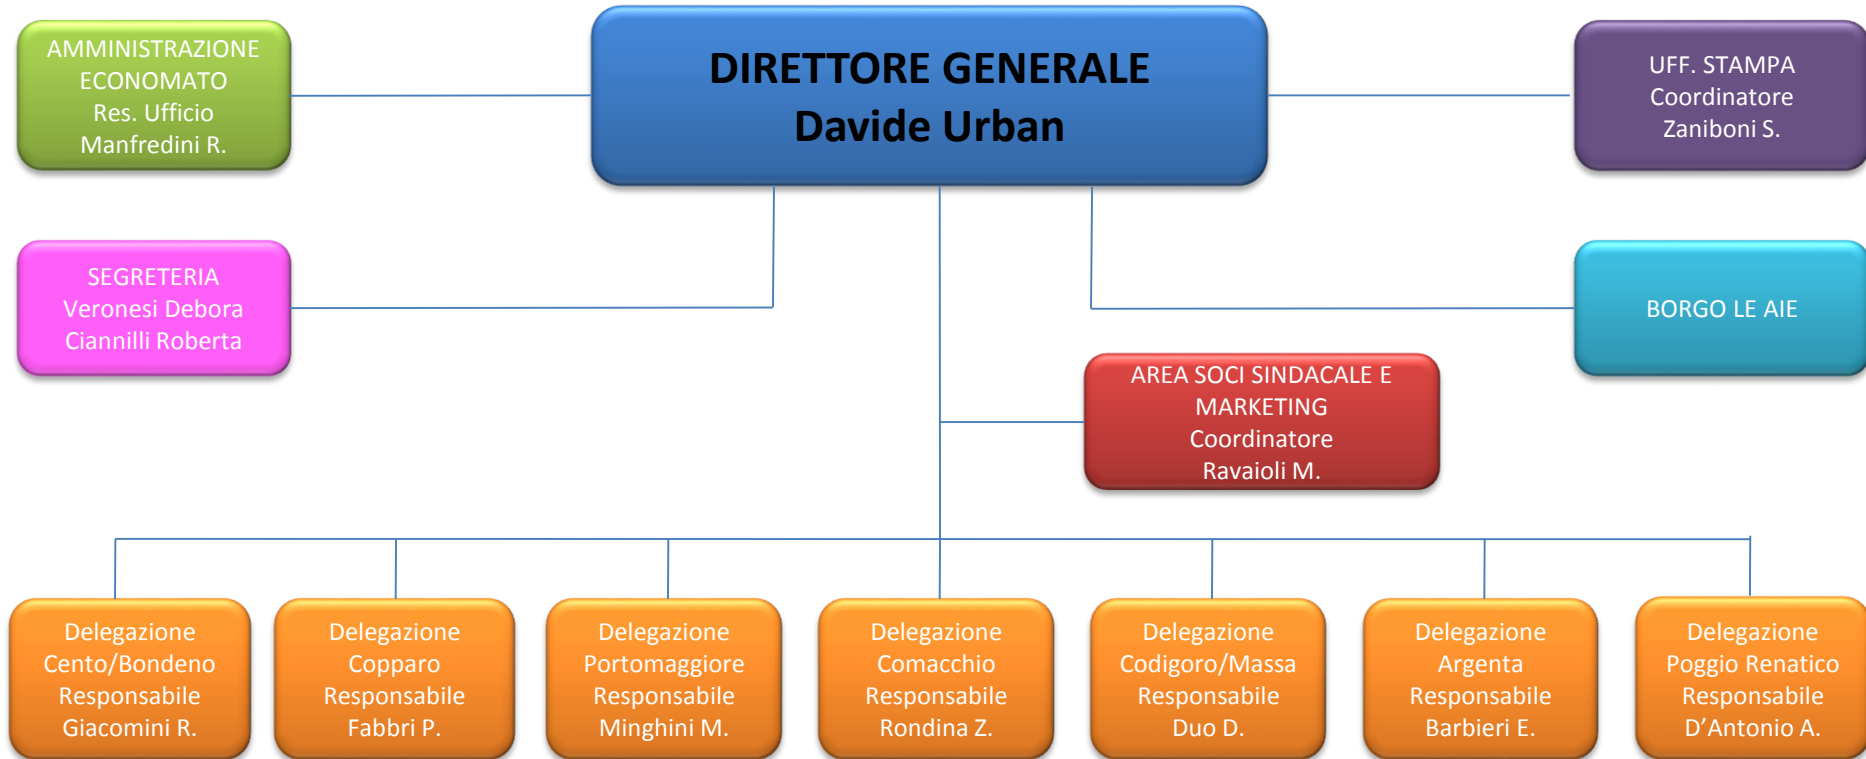 AMMINISTRAZIONE
ECONOMATO
Res. Ufficio
Manfredini R.
DIRETTORE GENERALE
Davide Urban
UFF. STAMPA
Coordinatore
Zaniboni S.
SEGRETERIA
Veronesi Debora
Ciannilli Roberta
BORGO LE AIE
AREA SOCI SINDACALE E
MARKETING
Coordinatore
Ravaioli M.
Delegazione
Cento/Bondeno
Responsabile
Giacomini R.
Delegazione
Copparo
Responsabile
Fabbri P.
Delegazione
Portomaggiore
Responsabile
Minghini M.
Delegazione
Comacchio
Responsabile
Rondina Z.
Delegazione
Codigoro/Massa
Responsabile
Duo D.
Delegazione
Argenta
Responsabile
Barbieri E.
Delegazione
Poggio Renatico
Responsabile
D’Antonio A.